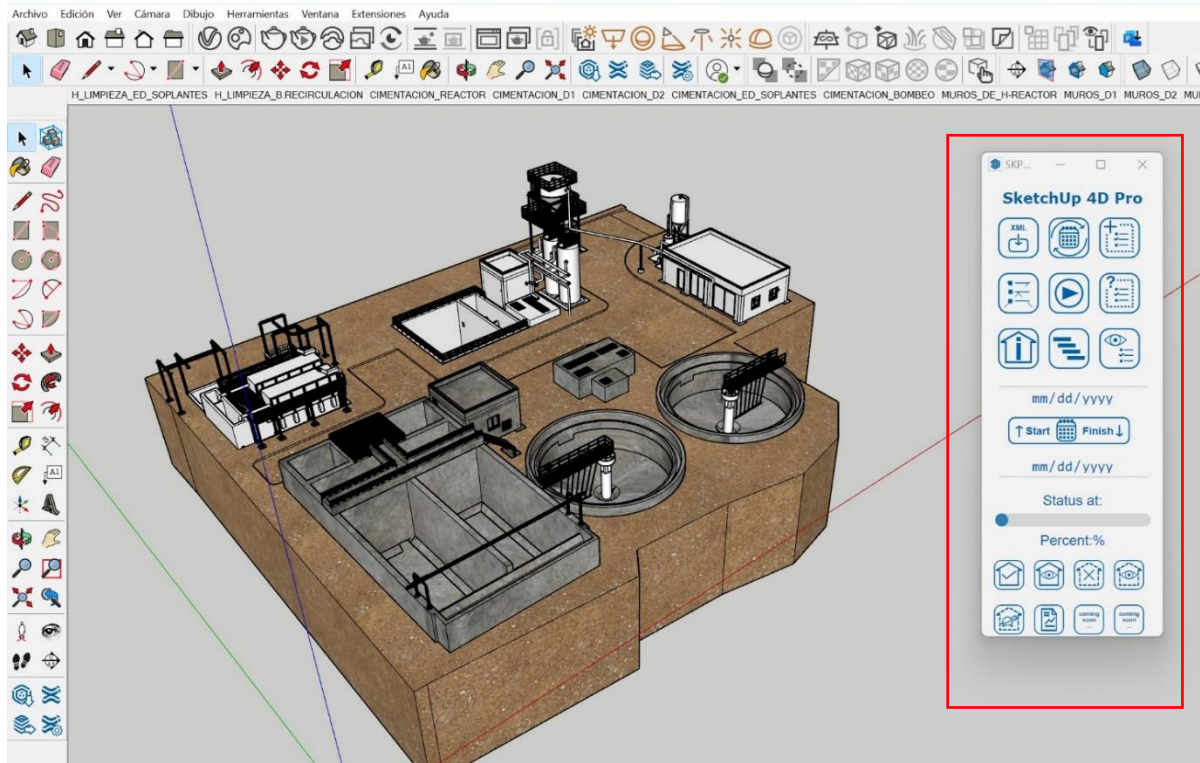 Archivo Edición Ver Cámara Dibujo Herramientas Ventana Extensiones Ayuda
H_LIMPIEZA_ED_SOPLANTES H_LIMPIEZA_B.RECIRCULACION CIMENTACION_REACTOR CIMENTACION_D1 CIMENTACION_D2 CIMENTACION_ED_SOPLANTES CIMENTACION_BOMBEO MUROS_DE_H-REACTOR MUROS_D1 MUROS_D2
SKP...
SketchUp 4D Pro
XML
mm/dd/yyyy
Start Finish
mm/dd/yyyy
Status at:
Percent:%
coming soon ...
coming soon ...
A1
A1